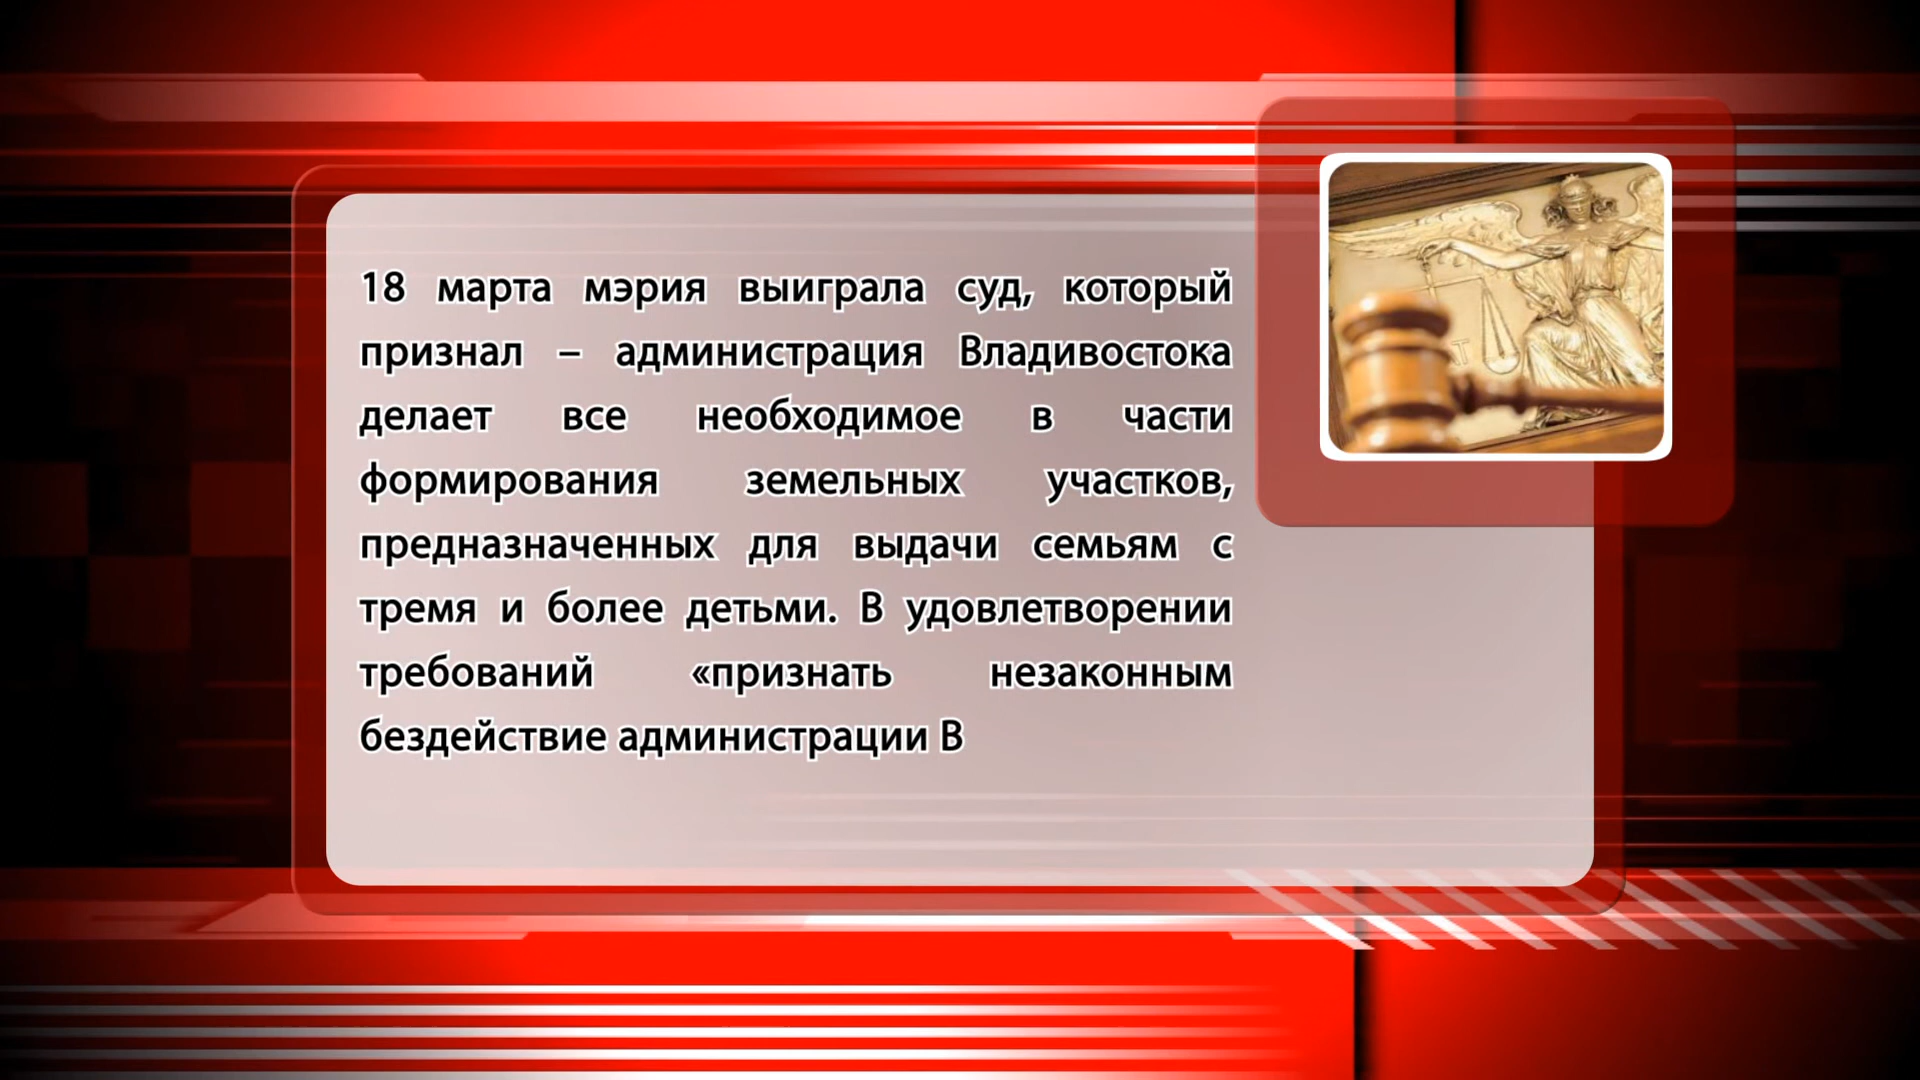 18 марта мэрия выиграла суд, который
признал – администрация Владивостока
делает все необходимое в части
формирования земельных участков,
предназначенных для выдачи семьям с
тремя и более детьми. В удовлетворении
требований «признать незаконным
бездействие администрации В